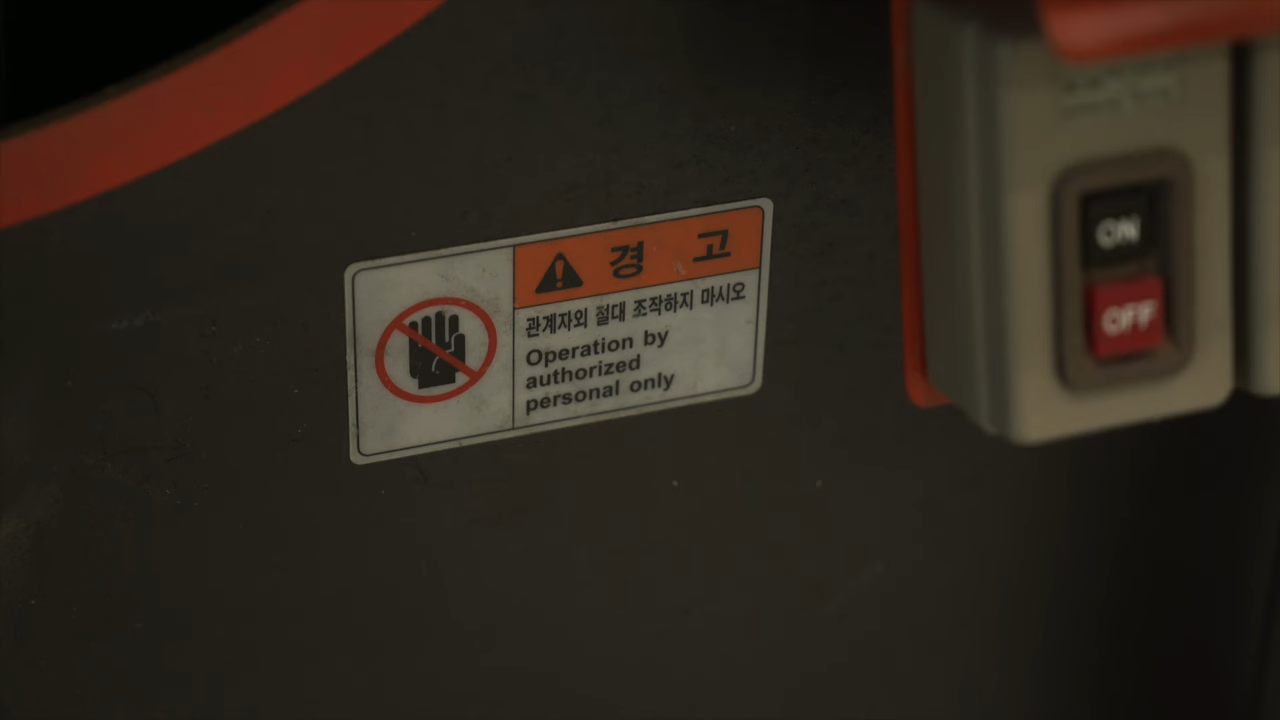 경 고
관계자외 절대 조작하지 마시오
Operation by
authorized
personal only
ON
OFF